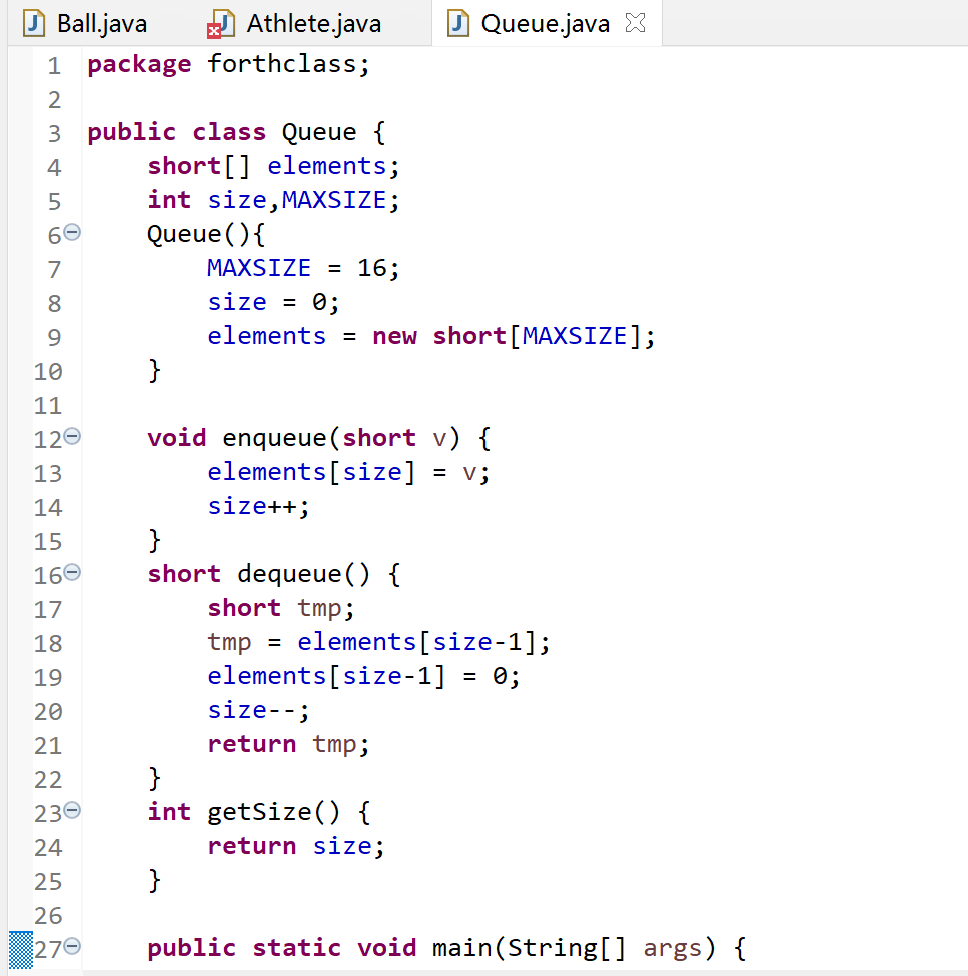 Ball.java Athlete.java Queue.java
1 package forthclass;
2
3 public class Queue {
4     short[] elements;
5     int size,MAXSIZE;
6     Queue(){
7         MAXSIZE = 16;
8         size = 0;
9         elements = new short[MAXSIZE];
10     }
11
12     void enqueue(short v) {
13         elements[size] = v;
14         size++;
15     }
16     short dequeue() {
17         short tmp;
18         tmp = elements[size-1];
19         elements[size-1] = 0;
20         size--;
21         return tmp;
22     }
23     int getSize() {
24         return size;
25     }
26
27     public static void main(String[] args) {